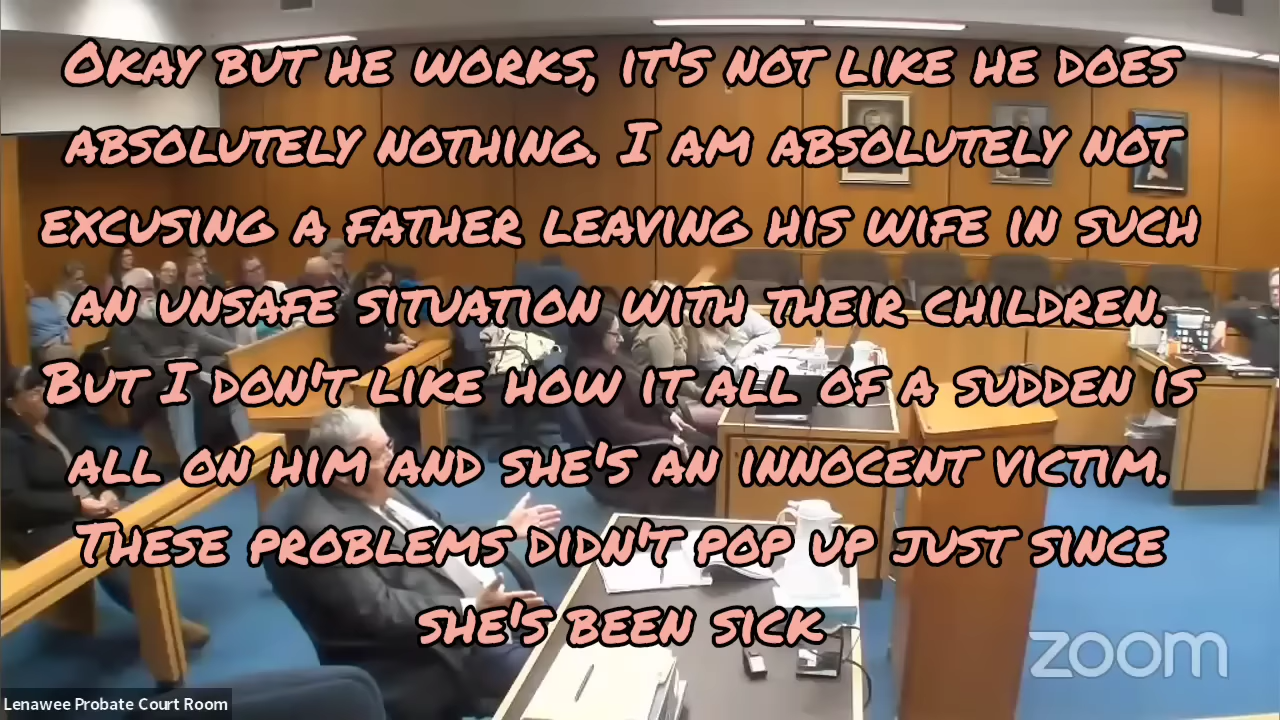 Okay but he works, it's not like he does
absolutely nothing. I am absolutely not
excusing a father leaving his wife in such
an unsafe situation with their children.
But I don't like how it all of a sudden is
all on him and she's an innocent victim.
These problems didn't pop up just since
she's been sick
zoom
Lenawee Probate Court Room